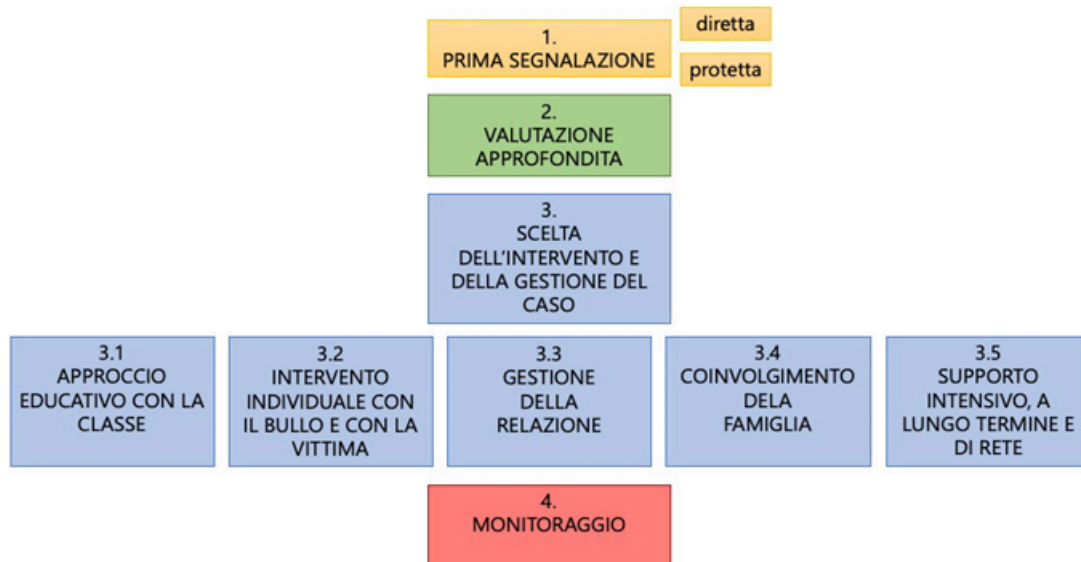 1.
PRIMA SEGNALAZIONE
diretta
protetta
2.
VALUTAZIONE
APPROFONDITA
3.
SCELTA
DELL'INTERVENTO E
DELLA GESTIONE DEL
CASO
3.1
APPROCCIO
EDUCATIVO CON LA
CLASSE
3.2
INTERVENTO
INDIVIDUALE CON
IL BULLO E CON LA
VITTIMA
3.3
GESTIONE
DELLA
RELAZIONE
3.4
COINVOLGIMENTO
DELA
FAMIGLIA
3.5
SUPPORTO
INTENSIVO, A
LUNGO TERMINE E
DI RETE
4.
MONITORAGGIO